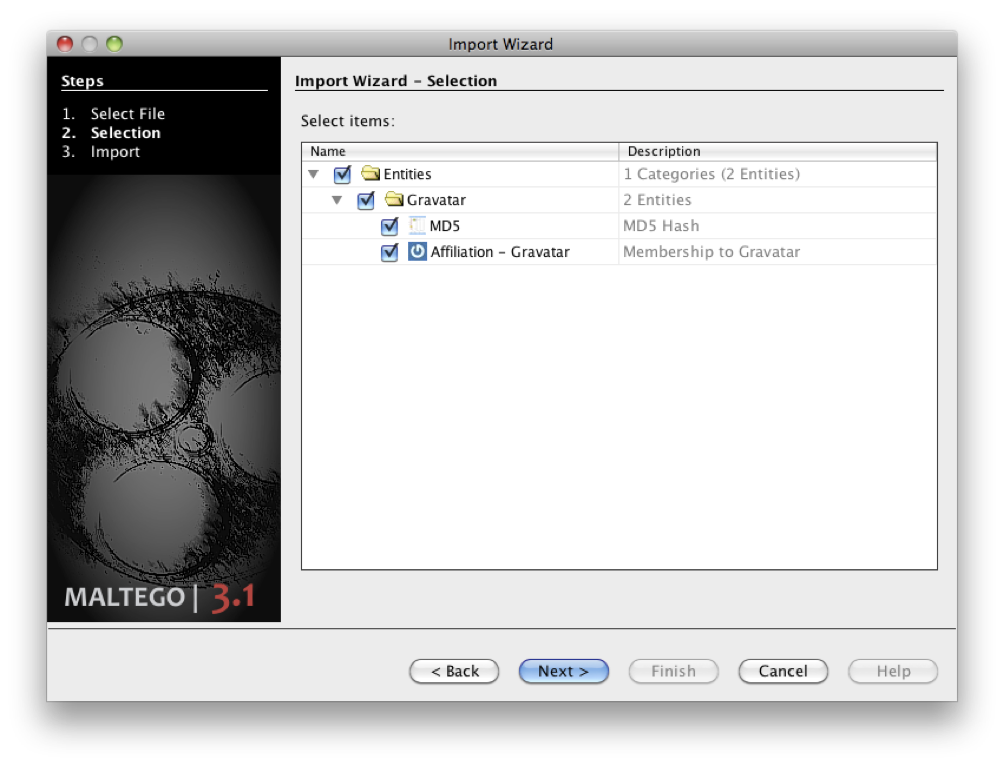 Import Wizard
Steps
1. Select File
2. Selection
3. Import
Import Wizard – Selection
Select items:
Name Description
Entities 1 Categories (2 Entities)
Gravatar 2 Entities
MD5 MD5 Hash
Affiliation – Gravatar Membership to Gravatar
MALTEGO | 3.1
< Back Next > Finish Cancel Help